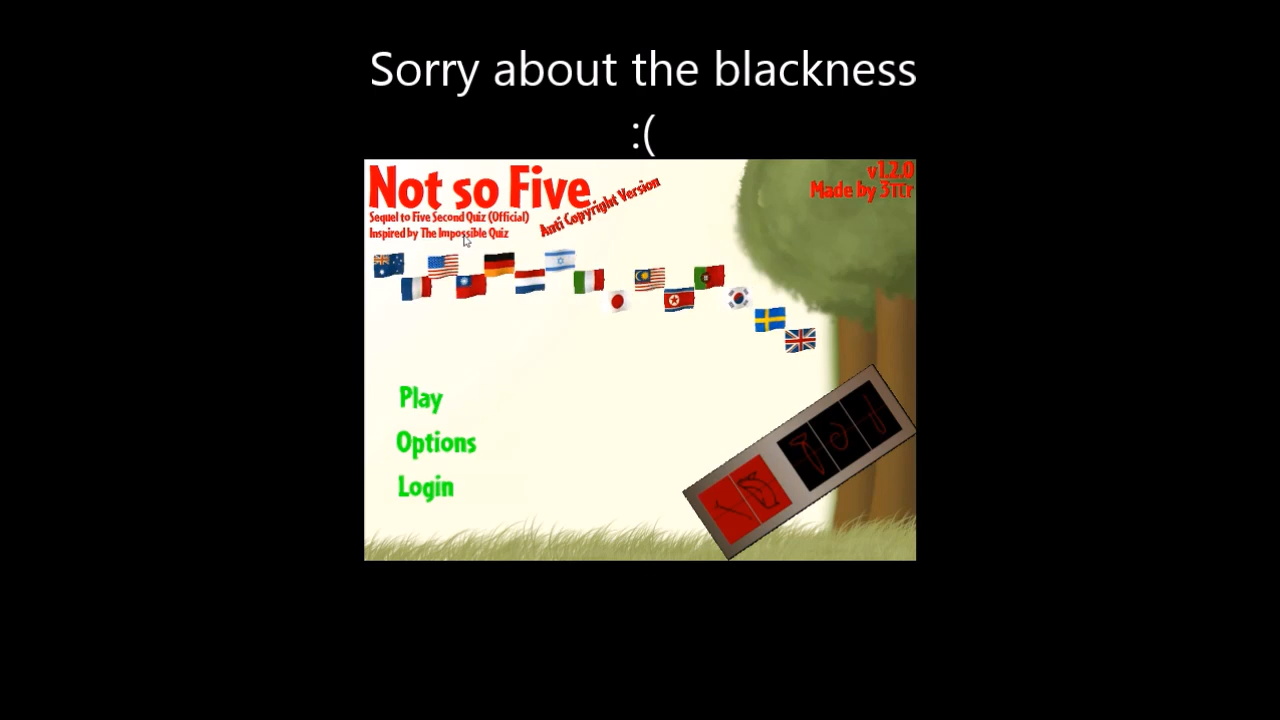 Sorry about the blackness
:(
Not so Five
Anti Copyright Version
Sequel to Five Second Quiz (Official)
Inspired by The Impossible Quiz
v1.2.0
Made by 3πr
Play
Options
Login